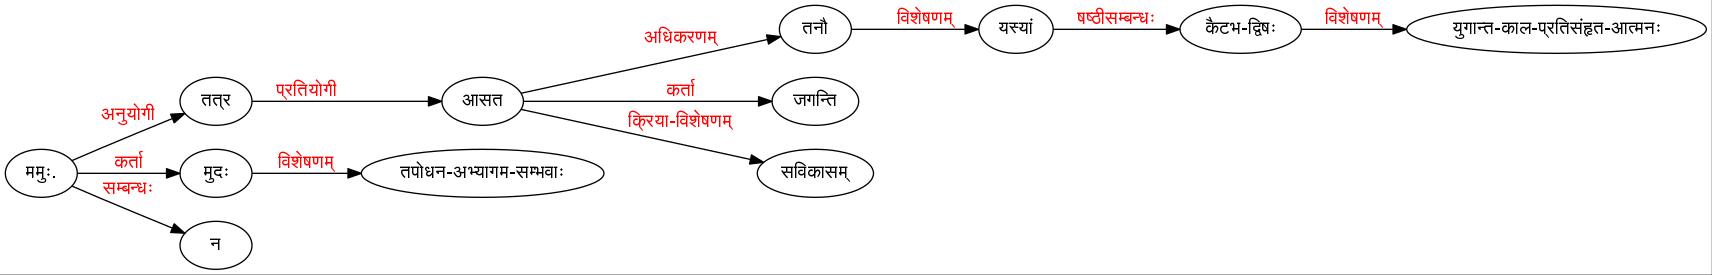 तनौ विशेषणम् यस्यां षष्ठीसम्बन्धः कैटभ-द्विषः विशेषणम् युगान्त-काल-प्रतिसंहृत-आत्मनः
अधिकरणम्
तत्र प्रतियोगी आसत कर्ता जगन्ति
अनुयोगी
क्रिया-विशेषणम्
ममुः. कर्ता मुदः विशेषणम् तपोधन-अभ्यागम-सम्भवाः सविकासम्
सम्बन्धः
न